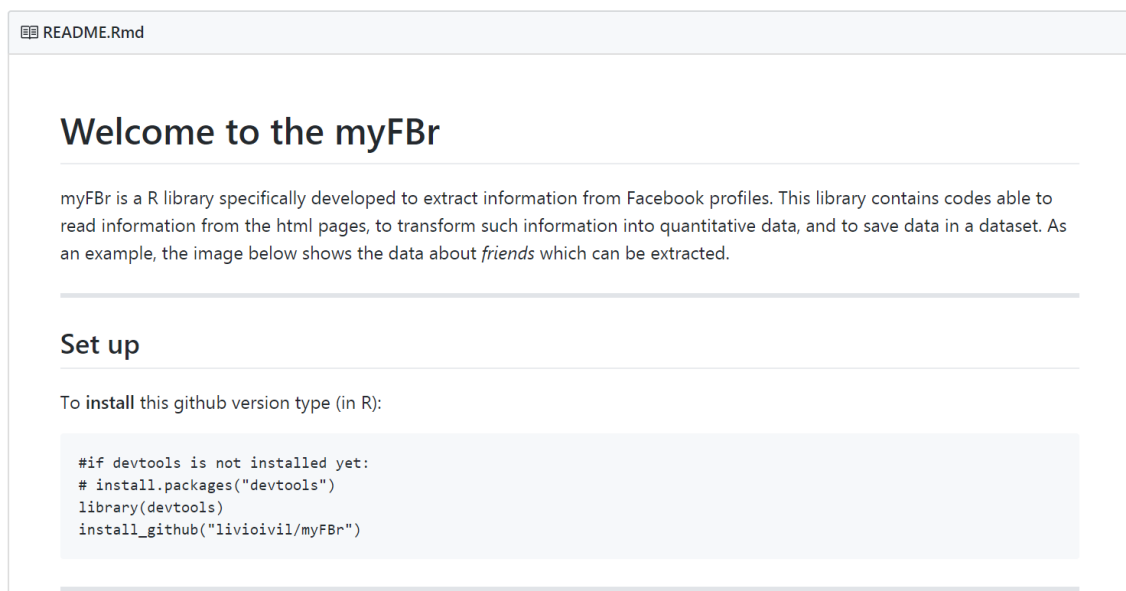 README.Rmd
Welcome to the myFBr
myFBr is a R library specifically developed to extract information from Facebook profiles. This library contains codes able to
read information from the html pages, to transform such information into quantitative data, and to save data in a dataset. As
an example, the image below shows the data about friends which can be extracted.
Set up
To install this github version type (in R):
#if devtools is not installed yet:
# install.packages("devtools")
library(devtools)
install_github("livioivil/myFBr")